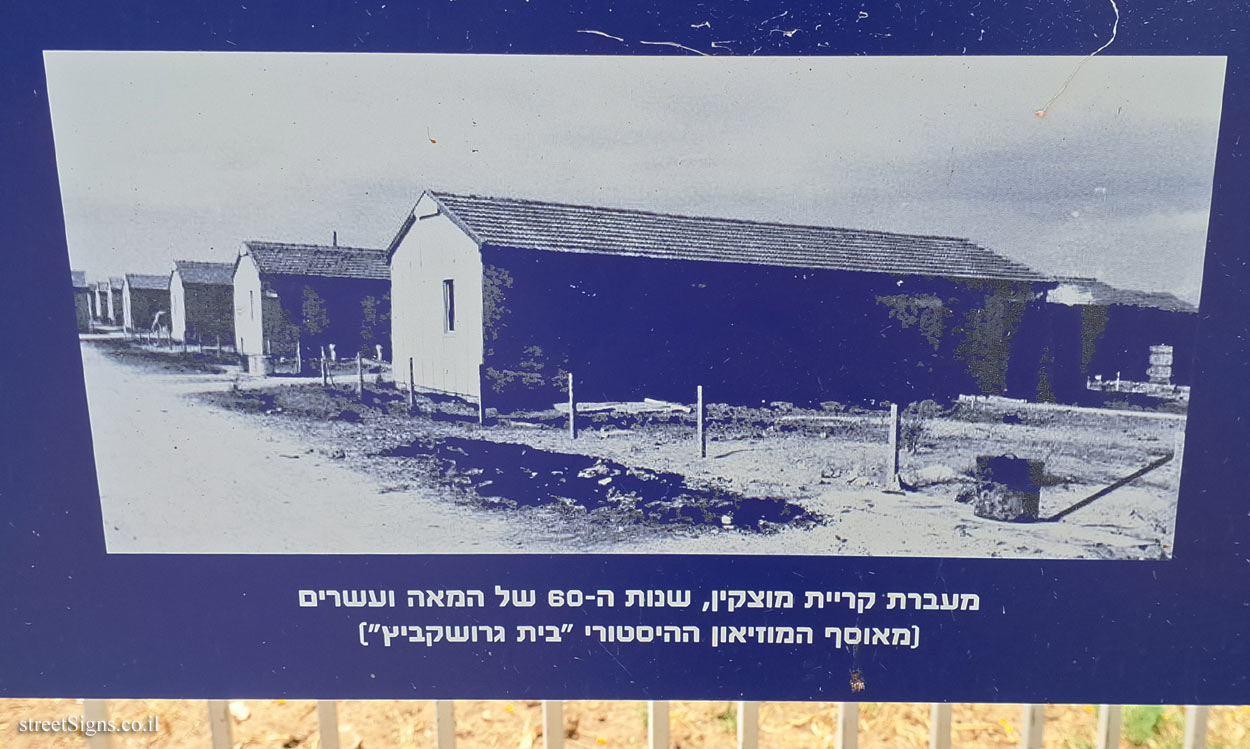 מעברת קריית מוצקין, שנות ה-60 של המאה ועשרים
(מאוסף המוזיאון ההיסטורי "בית גרושקביץ")
streetSigns.co.il